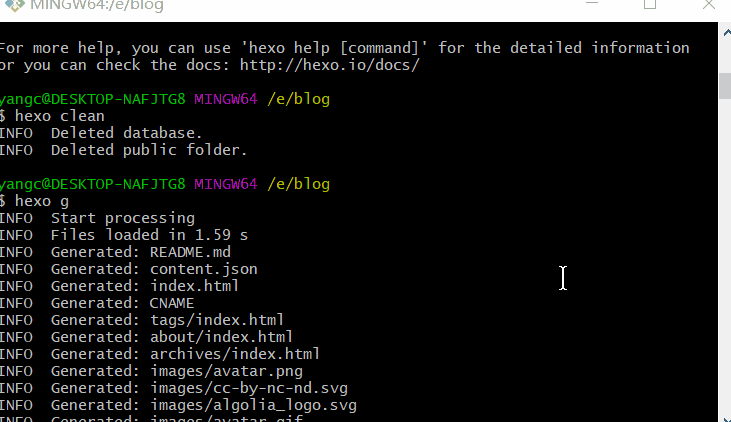 MINGW64:/e/blog
For more help, you can use 'hexo help [command]' for the detailed information
or you can check the docs: http://hexo.io/docs/
yangc@DESKTOP-NAFJTG8 MINGW64 /e/blog
$ hexo clean
INFO  Deleted database.
INFO  Deleted public folder.
yangc@DESKTOP-NAFJTG8 MINGW64 /e/blog
$ hexo g
INFO  Start processing
INFO  Files loaded in 1.59 s
INFO  Generated: README.md
INFO  Generated: content.json
INFO  Generated: index.html
INFO  Generated: CNAME
INFO  Generated: tags/index.html
INFO  Generated: about/index.html
INFO  Generated: archives/index.html
INFO  Generated: images/avatar.png
INFO  Generated: images/cc-by-nc-nd.svg
INFO  Generated: images/algolia_logo.svg
INFO  Generated: images/avatar.gif